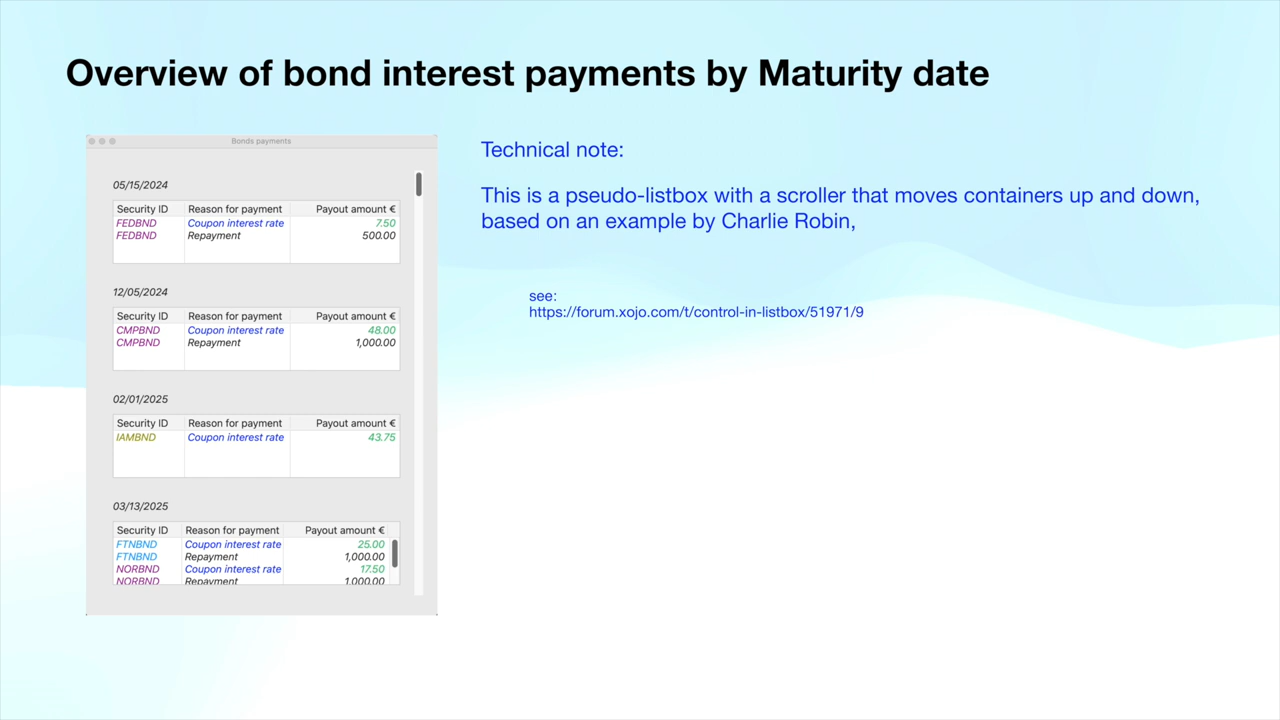 Overview of bond interest payments by Maturity date
Bonds payments
05/15/2024
Security ID Reason for payment Payout amount €
FEDBND Coupon interest rate 7.50
FEDBND Repayment 500.00
12/05/2024
Security ID Reason for payment Payout amount €
CMPBND Coupon interest rate 48.00
CMPBND Repayment 1,000.00
02/01/2025
Security ID Reason for payment Payout amount €
IAMBND Coupon interest rate 43.75
03/13/2025
Security ID Reason for payment Payout amount €
FTNBND Coupon interest rate 25.00
FTNBND Repayment 1,000.00
NORBND Coupon interest rate 17.50
NORBND Repayment 1,000.00
Technical note:
This is a pseudo-listbox with a scroller that moves containers up and down,
based on an example by Charlie Robin,
see:
https://forum.xojo.com/t/control-in-listbox/51971/9